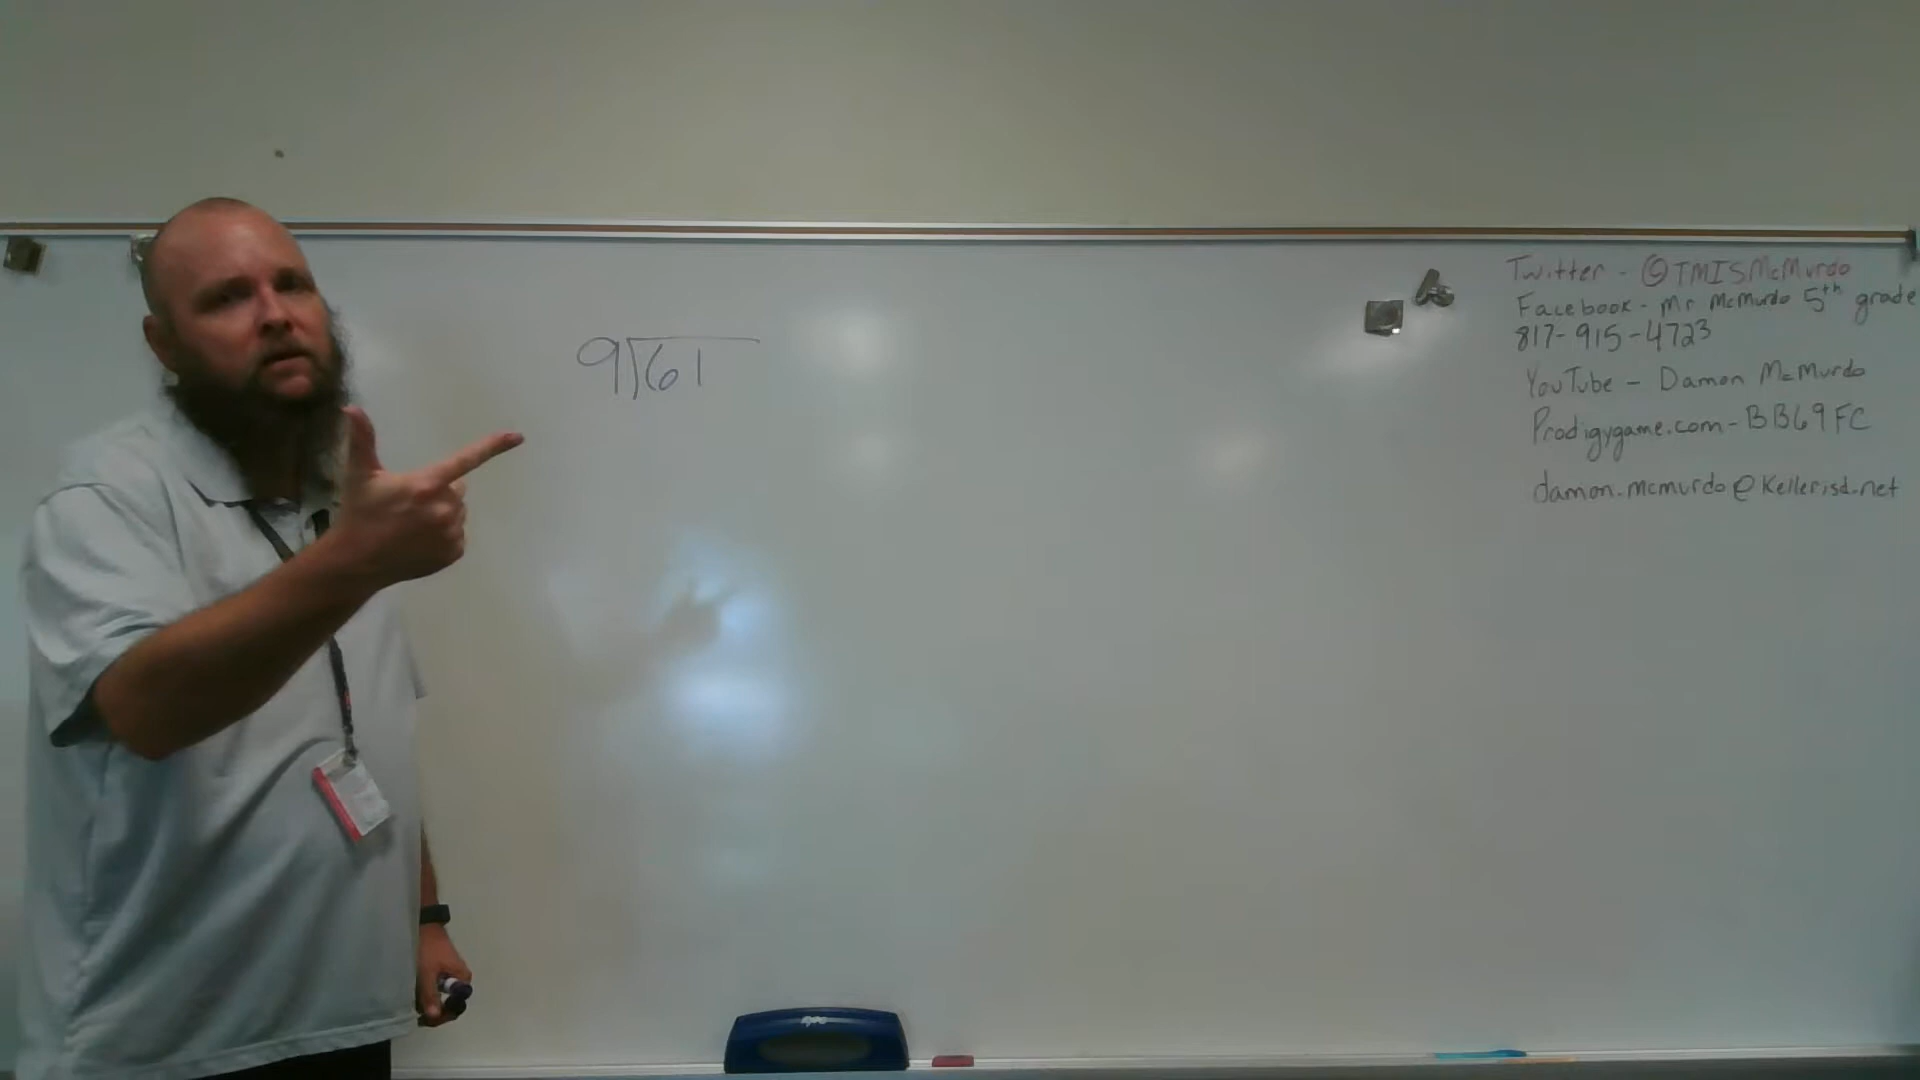 9)61
Twitter - @TMISMcMurdo
Facebook - Mr McMurdo 5th grade
817-915-4723
YouTube - Damon McMurdo
Prodigygame.com - BB69FC
damon.mcmurdo@kellerisd.net
EXPO